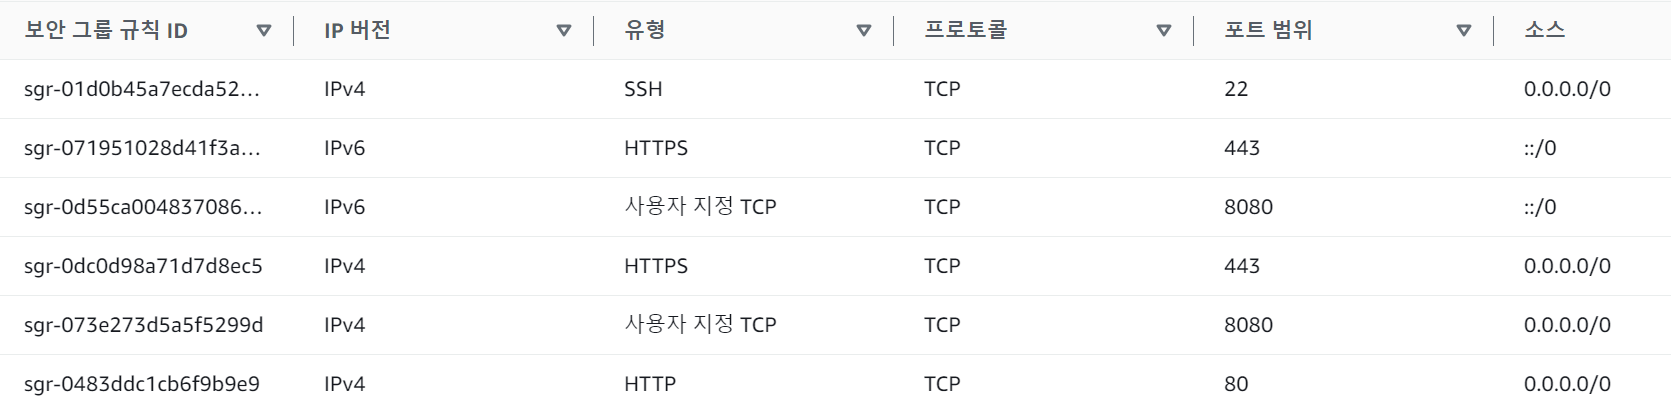 보안 그룹 규칙 ID IP 버전 유형 프로토콜 포트 범위 소스
sgr-01d0b45a7ecda52... IPv4 SSH TCP 22 0.0.0.0/0
sgr-071951028d41f3a... IPv6 HTTPS TCP 443 ::/0
sgr-0d55ca004837086... IPv6 사용자 지정 TCP TCP 8080 ::/0
sgr-0dc0d98a71d7d8ec5 IPv4 HTTPS TCP 443 0.0.0.0/0
sgr-073e273d5a5f5299d IPv4 사용자 지정 TCP TCP 8080 0.0.0.0/0
sgr-0483ddc1cb6f9b9e9 IPv4 HTTP TCP 80 0.0.0.0/0